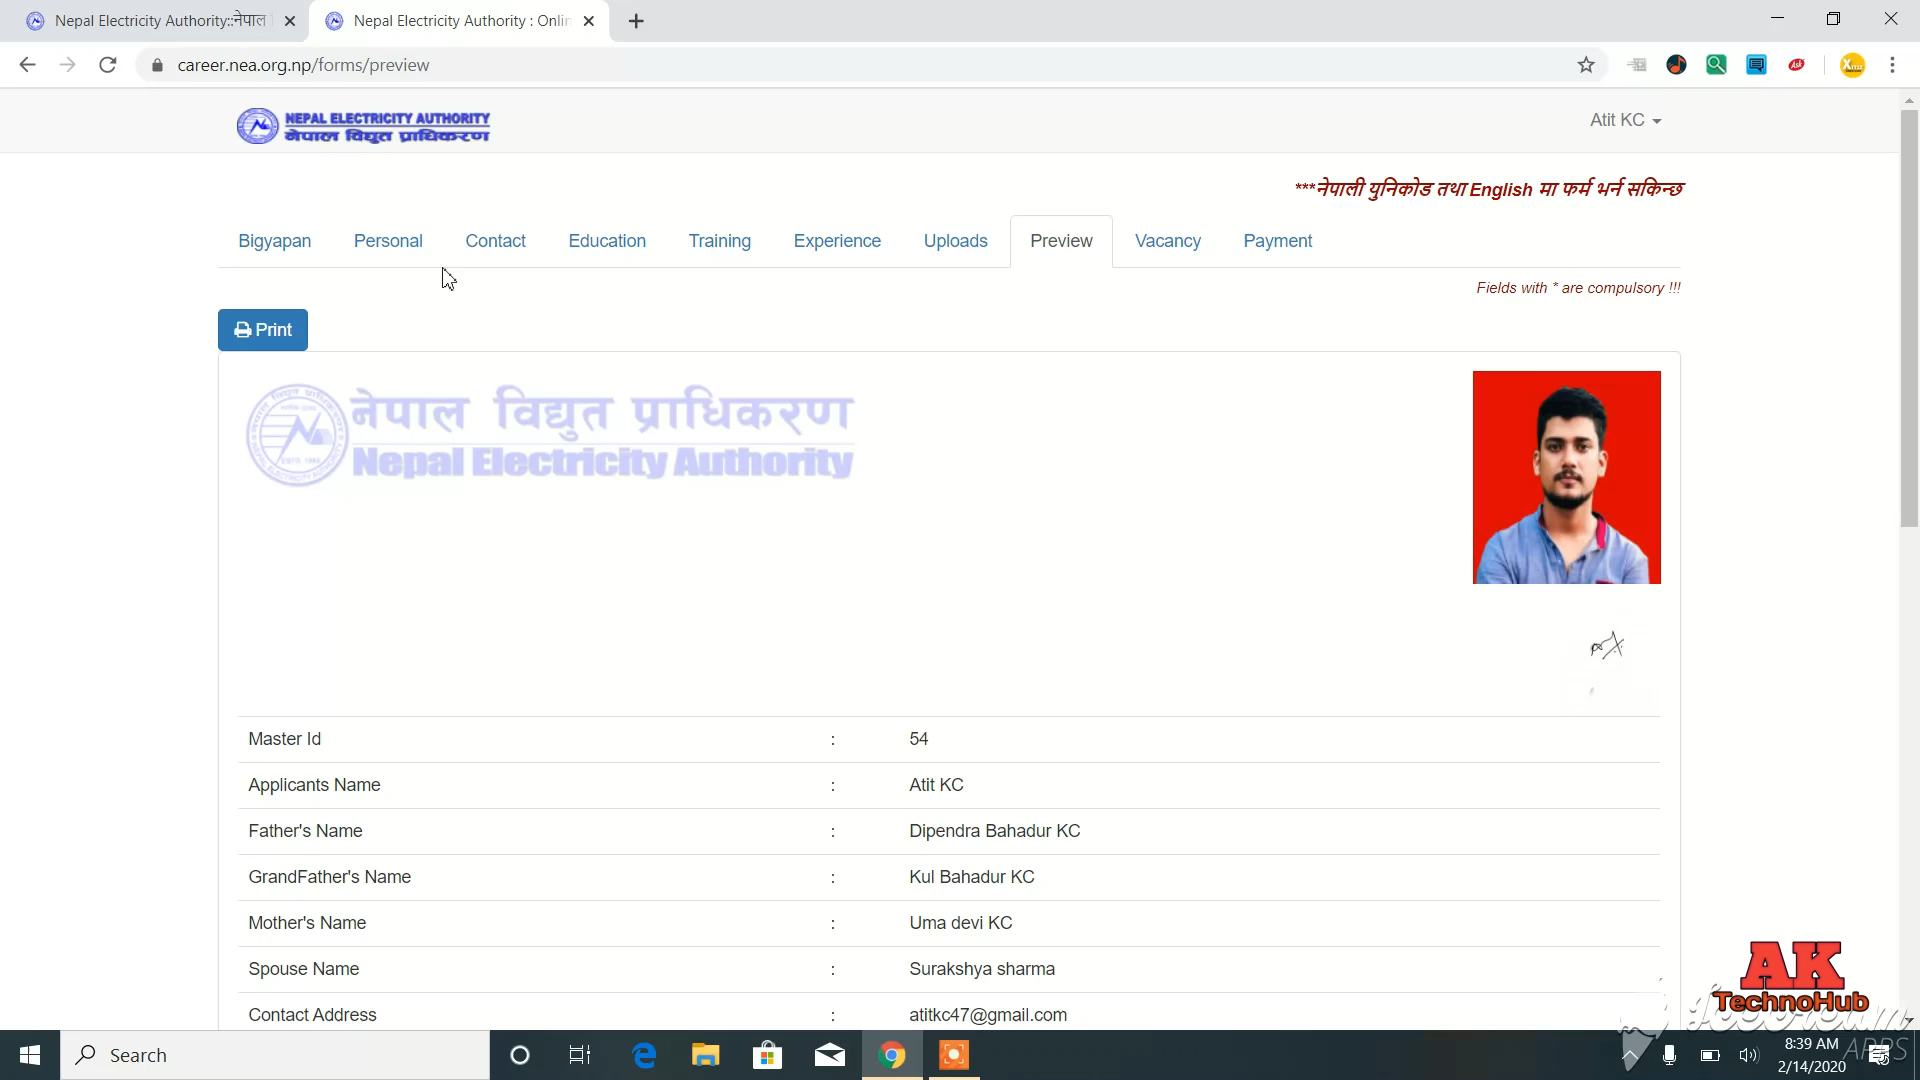 Nepal Electricity Authority::नेपाल
Nepal Electricity Authority : Onlin
career.nea.org.np/forms/preview
NEPAL ELECTRICITY AUTHORITY
नेपाल विद्युत प्राधिकरण
Atit KC
***नेपाली युनिकोड तथा English मा फर्म भर्न सकिन्छ
Bigyapan Personal Contact Education Training Experience Uploads Preview Vacancy Payment
Fields with * are compulsory !!!
Print
नेपाल विद्युत प्राधिकरण
Nepal Electricity Authority
Master Id : 54
Applicants Name : Atit KC
Father's Name : Dipendra Bahadur KC
GrandFather's Name : Kul Bahadur KC
Mother's Name : Uma devi KC
Spouse Name : Surakshya sharma
Contact Address : atitkc47@gmail.com
AK
TechnoHub
Icecream
APPS
Search
8:39 AM
2/14/2020